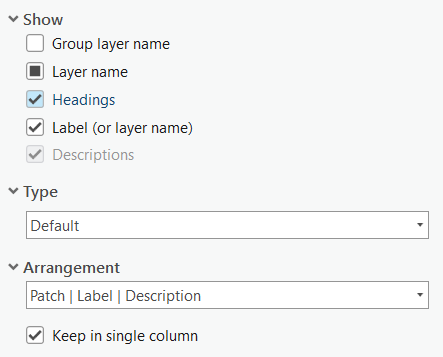 Show
Group layer name
Layer name
Headings
Label (or layer name)
Descriptions
Type
Default
Arrangement
Patch | Label | Description
Keep in single column